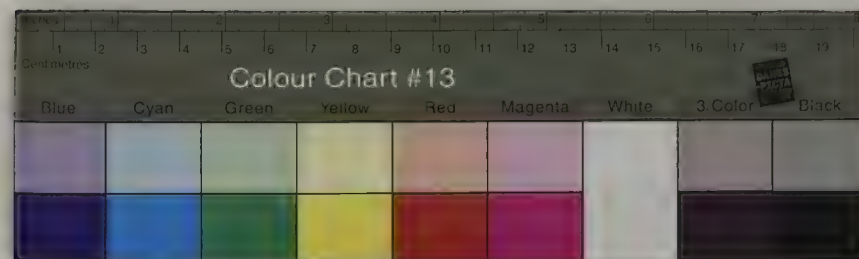 Inches 1 2 3 4 5 6 7
1 2 3 4 5 6 7 8 9 10 11 12 13 14 15 16 17 18 19
Centimetres
Colour Chart #13
Blue Cyan Green Yellow Red Magenta White 3/Color Black